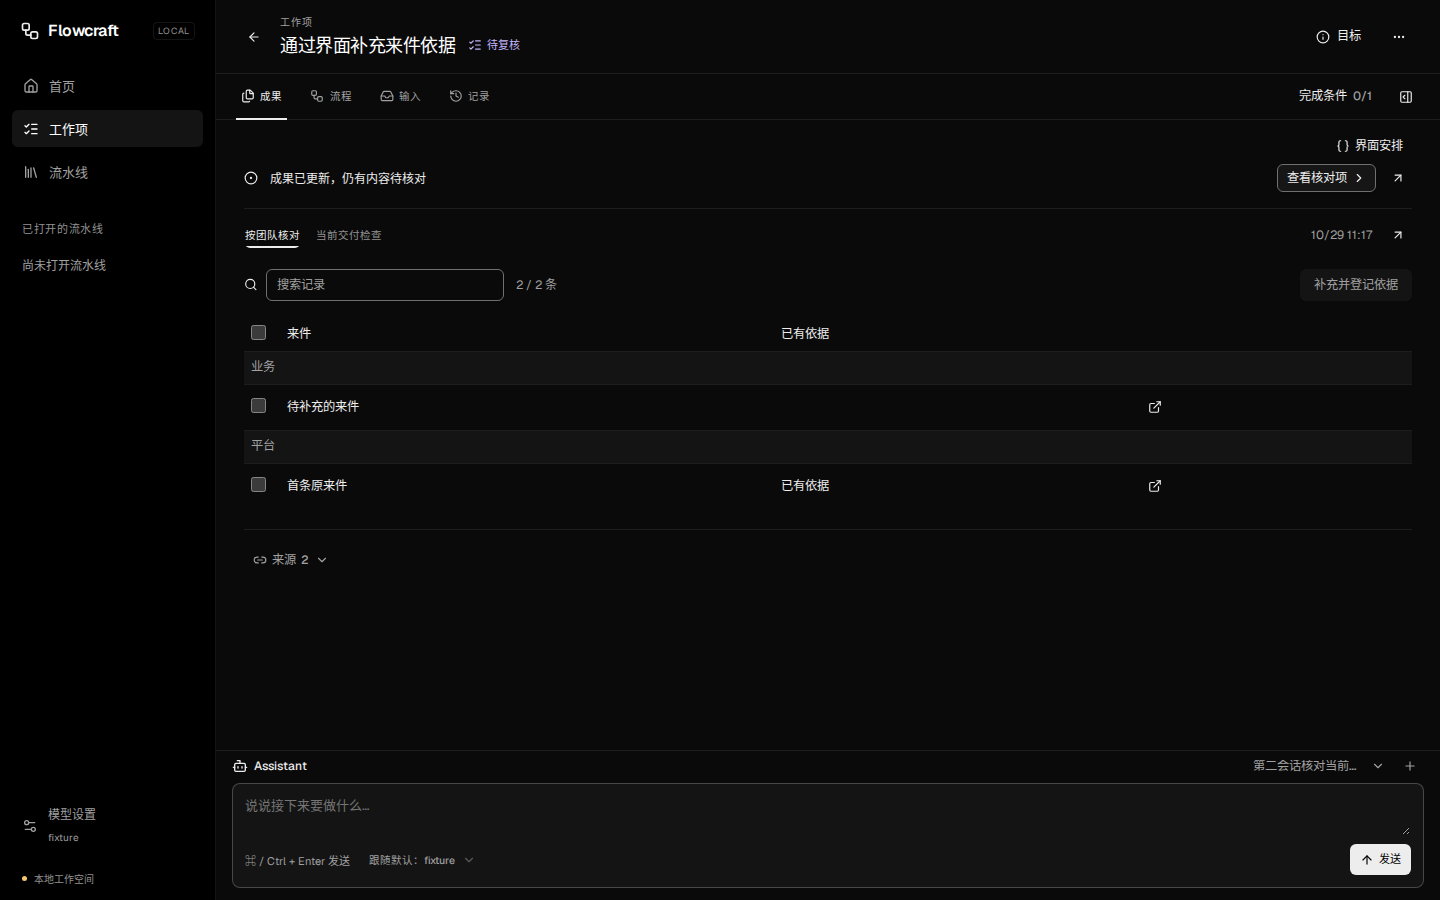 Flowcraft
LOCAL
首页
工作项
流水线
已打开的流水线
尚未打开流水线
模型设置
fixture
本地工作空间
工作项
通过界面补充来件依据
待复核
目标
成果
流程
输入
记录
完成条件 0/1
界面安排
成果已更新，仍有内容待核对
查看核对项
按团队核对
当前交付检查
10/29 11:17
搜索记录
2 / 2 条
补充并登记依据
来件
已有依据
业务
待补充的来件
平台
首条原来件
已有依据
来源 2
Assistant
第二会话核对当前...
说说接下来要做什么...
⌘ / Ctrl + Enter 发送
跟随默认：fixture
发送